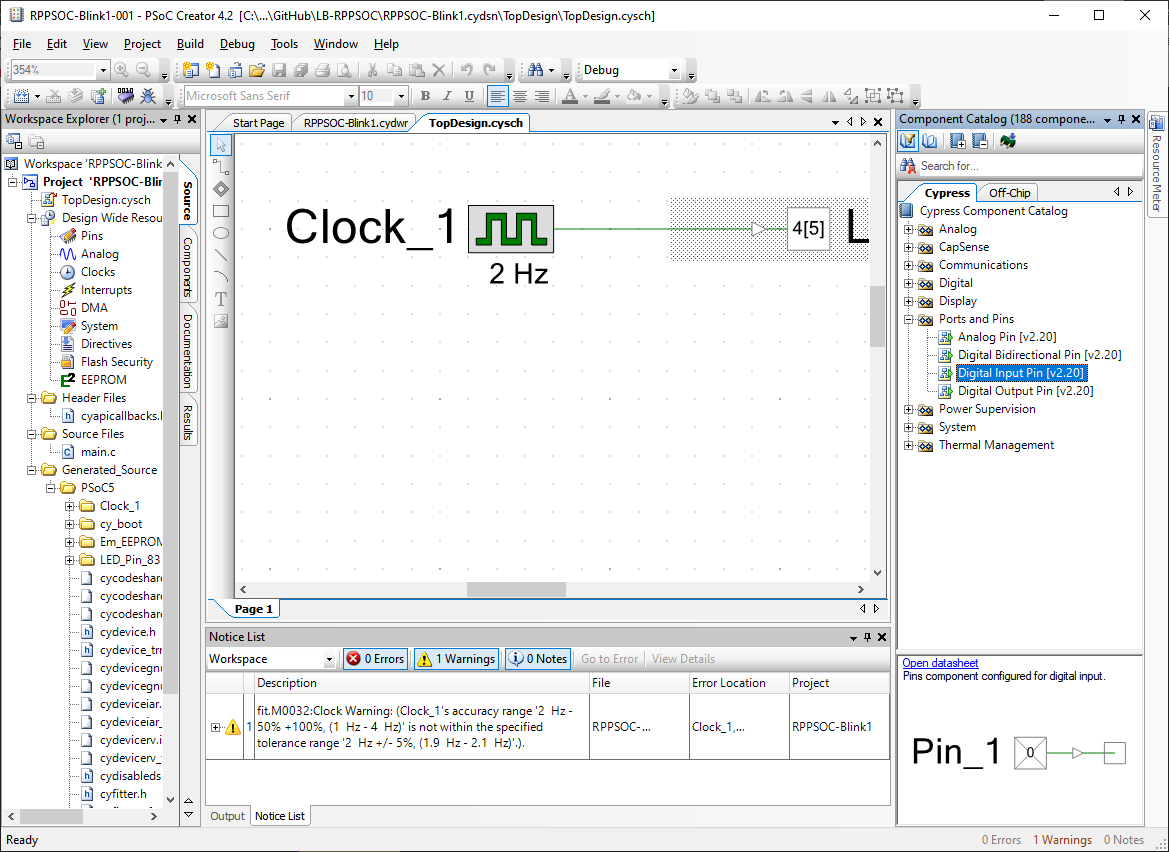 RPPSOC-Blink1-001 - PSoC Creator 4.2 [C:\...\GitHub\LB-RPPSOC\RPPSOC-Blink1.cydsn\TopDesign\TopDesign.cysch]
File Edit View Project Build Debug Tools Window Help
354%
Debug
Microsoft Sans Serif 10 B I U
Workspace Explorer (1 proj...
Workspace 'RPPSOC-Blink
Project 'RPPSOC-Blin
TopDesign.cysch
Design Wide Resou
Pins
Analog
Clocks
Interrupts
DMA
System
Directives
Flash Security
EEPROM
Header Files
cyapicallbacks.
Source Files
main.c
Generated_Source
PSoC5
Clock_1
cy_boot
Em_EEPROM
LED_Pin_83
cycodeshare
cycodeshare
cycodeshare
cydevice.h
cydevice_trm
cydevicegnu
cydevicegnu
cydeviceiar.
cydeviceiar_
cydevicerv.i
cydevicerv_
cydisableds
cyfitter.h
Source
Components
Documentation
Results
Start Page RPPSOC-Blink1.cydwr TopDesign.cysch
Clock_1
2 Hz
4[5]
L
Page 1
Notice List
Workspace 0 Errors 1 Warnings 0 Notes Go to Error View Details
Description File Error Location Project
1
fit.M0032:Clock Warning: (Clock_1's accuracy range '2 Hz -
50% +100%, (1 Hz - 4 Hz)' is not within the specified
tolerance range '2 Hz +/- 5%, (1.9 Hz - 2.1 Hz)'.).
RPPSOC-... Clock_1,... RPPSOC-Blink1
Output Notice List
Component Catalog (188 compone...
Search for...
Cypress Off-Chip
Cypress Component Catalog
Analog
CapSense
Communications
Digital
Display
Ports and Pins
Analog Pin [v2.20]
Digital Bidirectional Pin [v2.20]
Digital Input Pin [v2.20]
Digital Output Pin [v2.20]
Power Supervision
System
Thermal Management
Open datasheet
Pins component configured for digital input.
Pin_1 0
Resource Meter
Ready 0 Errors 1 Warnings 0 Notes